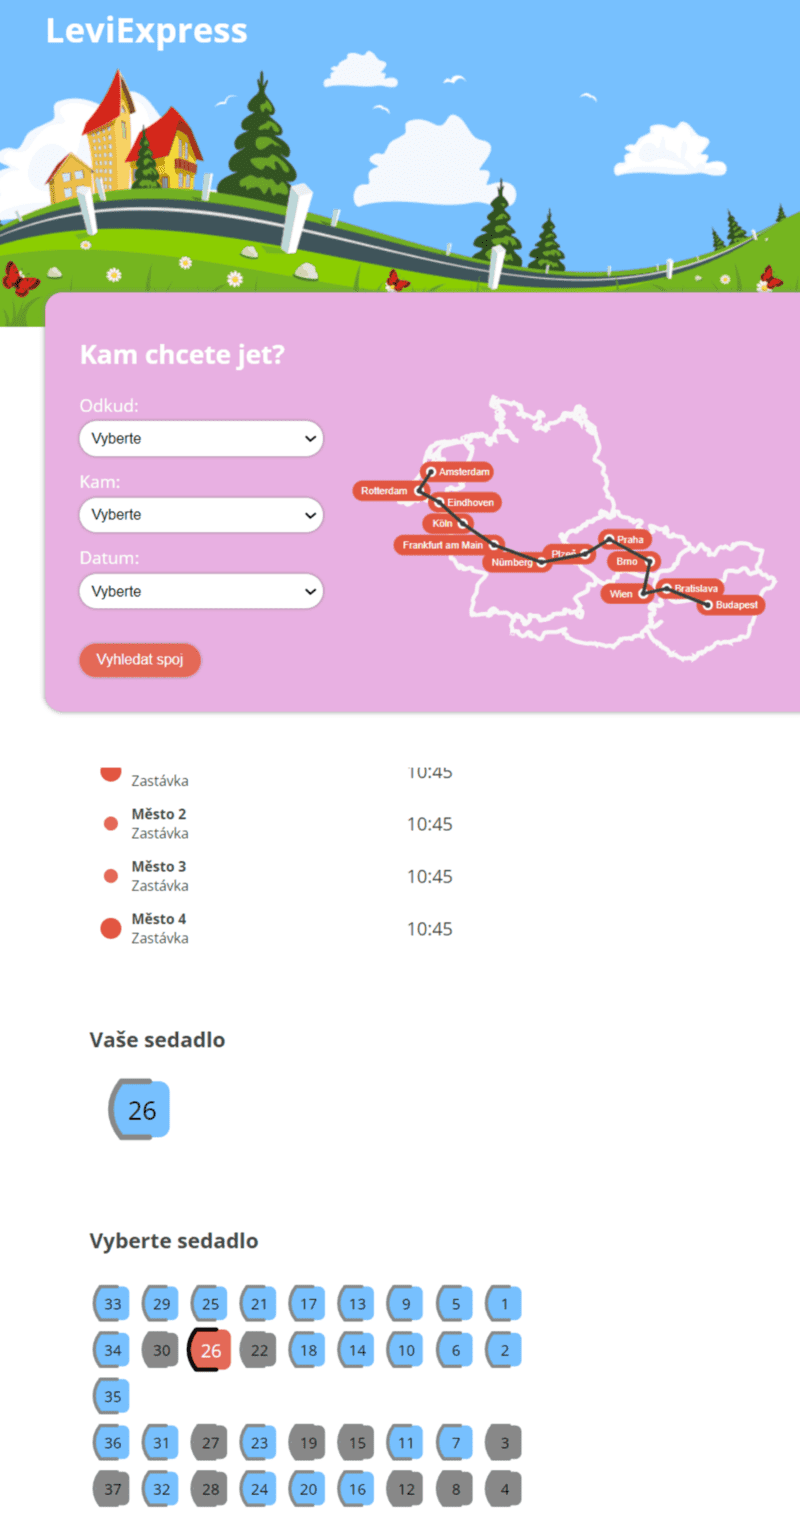 LeviExpress
Kam chcete jet?
Odkud:
Vyberte
Kam:
Vyberte
Datum:
Vyberte
Vyhledat spoj
Amsterdam
Rotterdam
Eindhoven
Köln
Frankfurt am Main
Nürnberg
Plzeň
Praha
Brno
Wien
Bratislava
Budapest
Zastávka 10:45
Město 2
Zastávka 10:45
Město 3
Zastávka 10:45
Město 4
Zastávka 10:45
Vaše sedadlo
26
Vyberte sedadlo
33 29 25 21 17 13 9 5 1
34 30 26 22 18 14 10 6 2
35
36 31 27 23 19 15 11 7 3
37 32 28 24 20 16 12 8 4